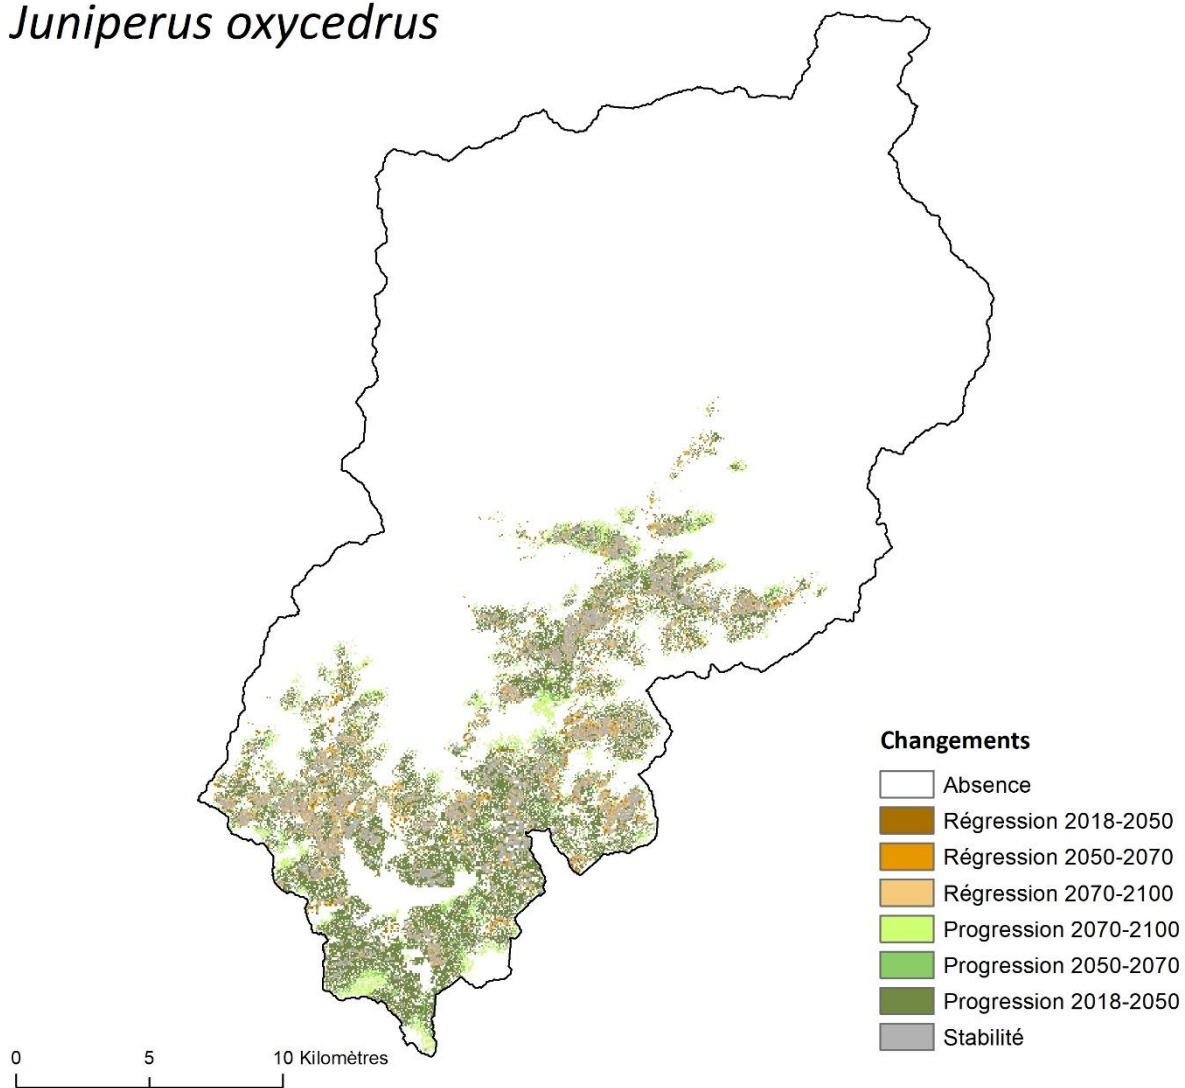 Juniperus oxycedrus
Changements
Absence
Régression 2018-2050
Régression 2050-2070
Régression 2070-2100
Progression 2070-2100
Progression 2050-2070
Progression 2018-2050
Stabilité
0 5 10 Kilomètres